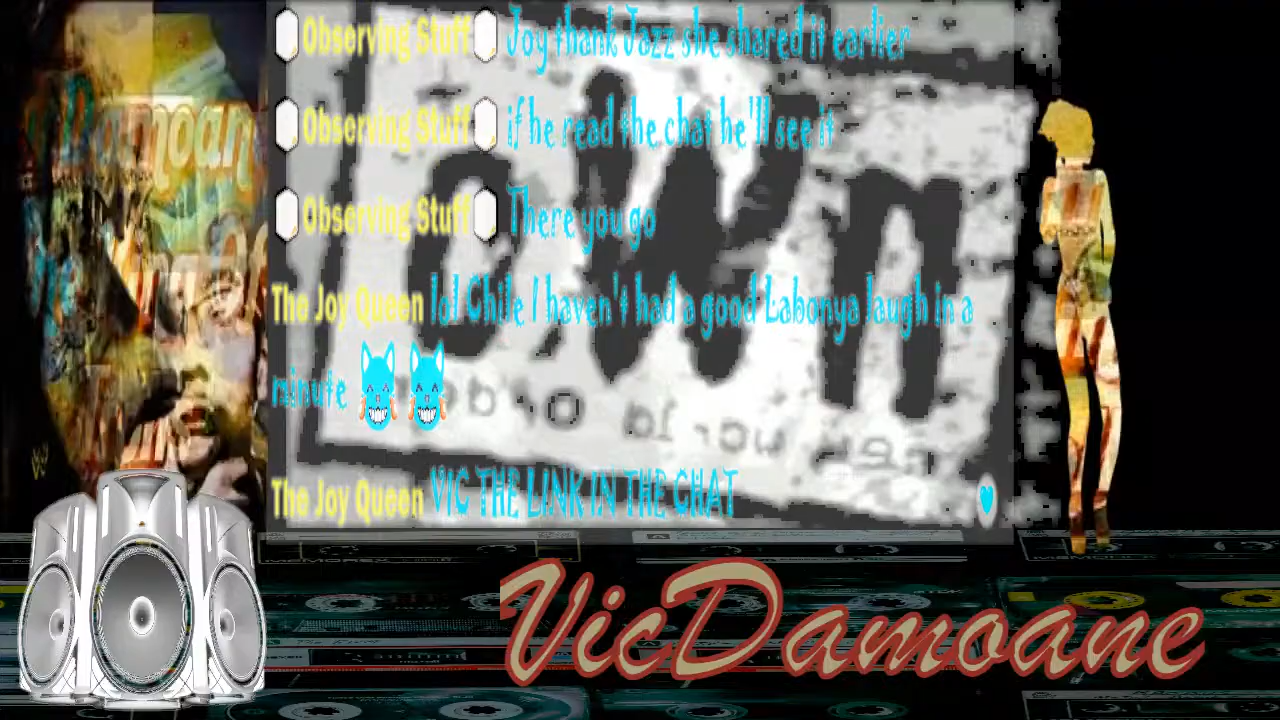 Observing Stuff Joy thank Jazz she shared it earlier
Observing Stuff if he read the chat he'll see it
Observing Stuff There you go
The Joy Queen lol Chile I haven't had a good Labonya laugh in a
minute
The Joy Queen VIC THE LINK IN THE CHAT
own
VicDamoane